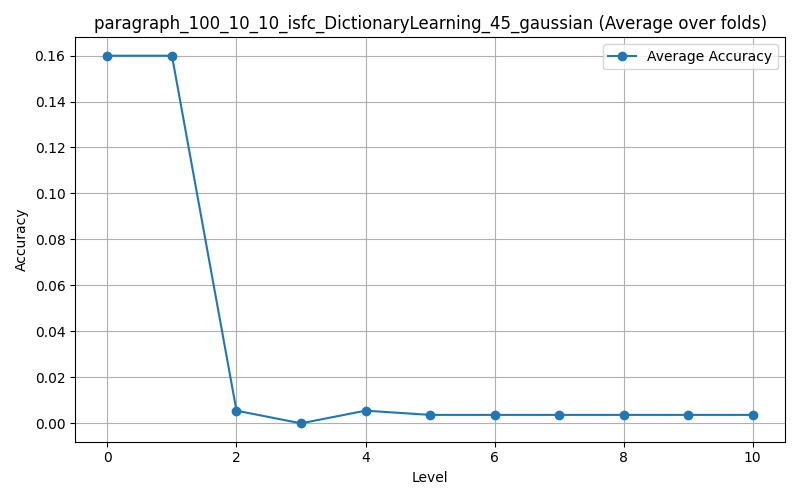 paragraph_100_10_10_isfc_DictionaryLearning_45_gaussian (Average over folds)
Average Accuracy
0.16
0.14
0.12
0.10
0.08
0.06
0.04
0.02
0.00
Accuracy
0 2 4 6 8 10
Level